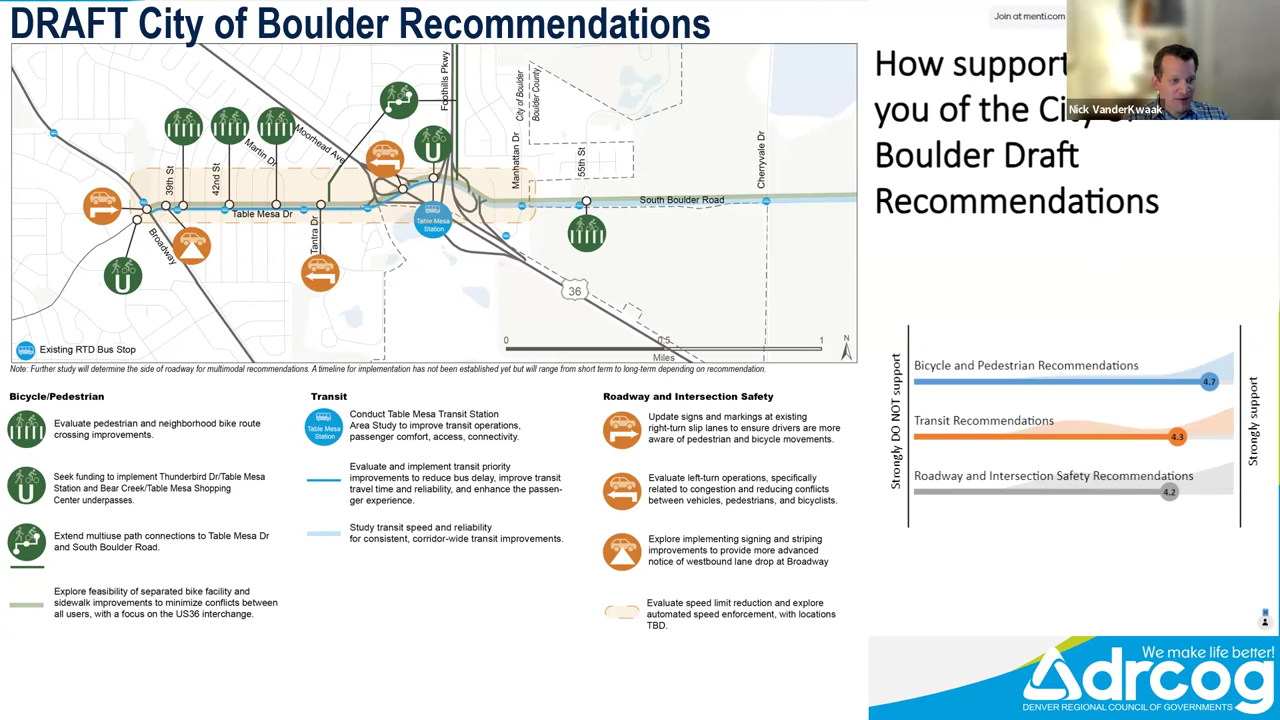 DRAFT City of Boulder Recommendations
39th St
42nd St
Martin Dr
Moorhead Ave
Foothills Pkwy
City of Boulder
Boulder County
Manhattan Dr
55th St
Cherryvale Dr
Table Mesa Dr
Broadway
Tantra Dr
Table Mesa
Station
South Boulder Road
36
0
0.5
1
Miles
N
Existing RTD Bus Stop
Note: Further study will determine the side of roadway for multimodal recommendations. A timeline for implementation has not been established yet but will range from short term to long-term depending on recommendation.
Bicycle/Pedestrian
Evaluate pedestrian and neighborhood bike route
crossing improvements.
Seek funding to implement Thunderbird Dr/Table Mesa
Station and Bear Creek/Table Mesa Shopping
Center underpasses.
Extend multiuse path connections to Table Mesa Dr
and South Boulder Road.
Explore feasibility of separated bike facility and
sidewalk improvements to minimize conflicts between
all users, with a focus on the US36 interchange.
Transit
Table Mesa
Station
Conduct Table Mesa Transit Station
Area Study to improve transit operations,
passenger comfort, access, connectivity.
Evaluate and implement transit priority
improvements to reduce bus delay, improve transit
travel time and reliability, and enhance the passen-
ger experience.
Study transit speed and reliability
for consistent, corridor-wide transit improvements.
Roadway and Intersection Safety
Update signs and markings at existing
right-turn slip lanes to ensure drivers are more
aware of pedestrian and bicycle movements.
Evaluate left-turn operations, specifically
related to congestion and reducing conflicts
between vehicles, pedestrians, and bicyclists.
Explore implementing signing and striping
improvements to provide more advanced
notice of westbound lane drop at Broadway
Evaluate speed limit reduction and explore
automated speed enforcement, with locations
TBD.
Join at menti.com
Nick VanderKwaak
How support
you of the City of
Boulder Draft
Recommendations
Strongly DO NOT support
Bicycle and Pedestrian Recommendations
4.7
Transit Recommendations
4.3
Roadway and Intersection Safety Recommendations
4.2
Strongly support
We make life better!
drcog
DENVER REGIONAL COUNCIL OF GOVERNMENTS